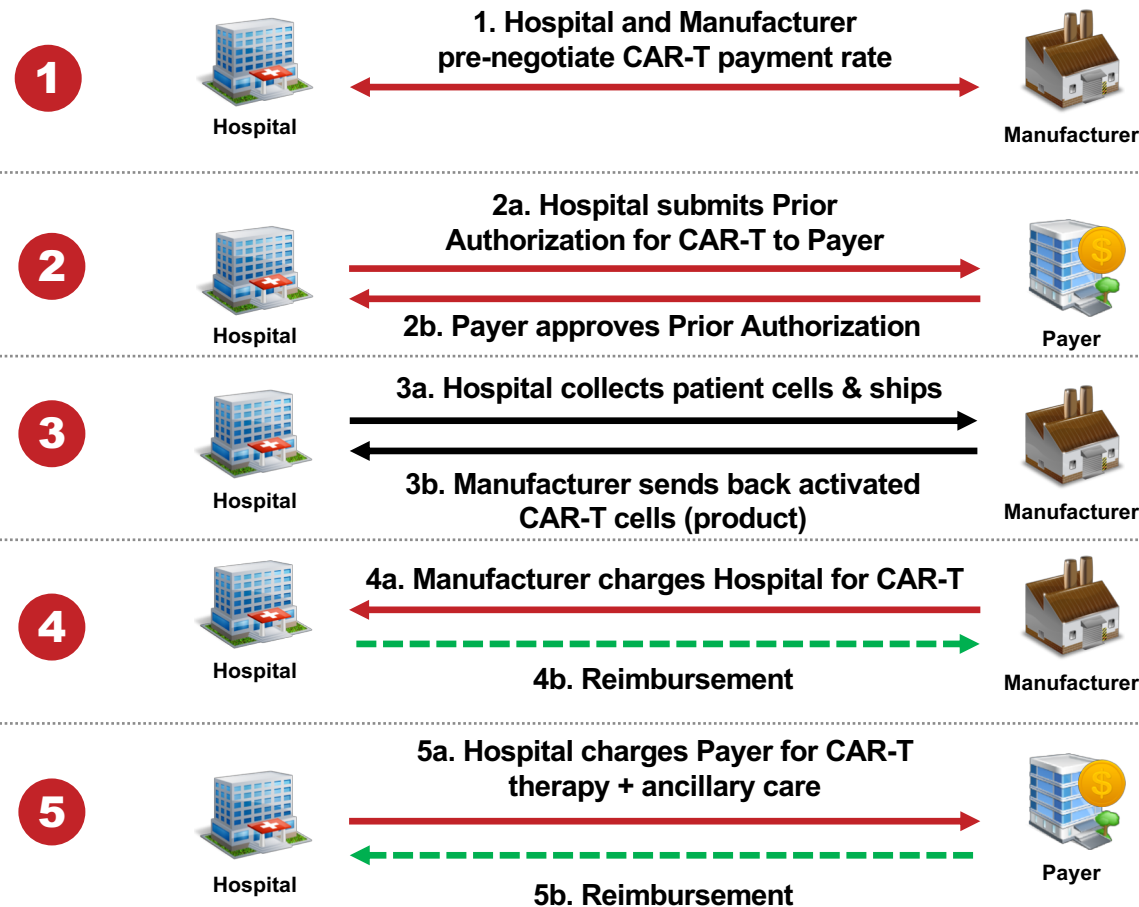 1
1. Hospital and Manufacturer
pre-negotiate CAR-T payment rate
Hospital
Manufacturer
2
2a. Hospital submits Prior
Authorization for CAR-T to Payer
$
2b. Payer approves Prior Authorization
Hospital
Payer
3
3a. Hospital collects patient cells & ships
3b. Manufacturer sends back activated
CAR-T cells (product)
Hospital
Manufacturer
4
4a. Manufacturer charges Hospital for CAR-T
4b. Reimbursement
Hospital
Manufacturer
5
5a. Hospital charges Payer for CAR-T
therapy + ancillary care
$
5b. Reimbursement
Hospital
Payer